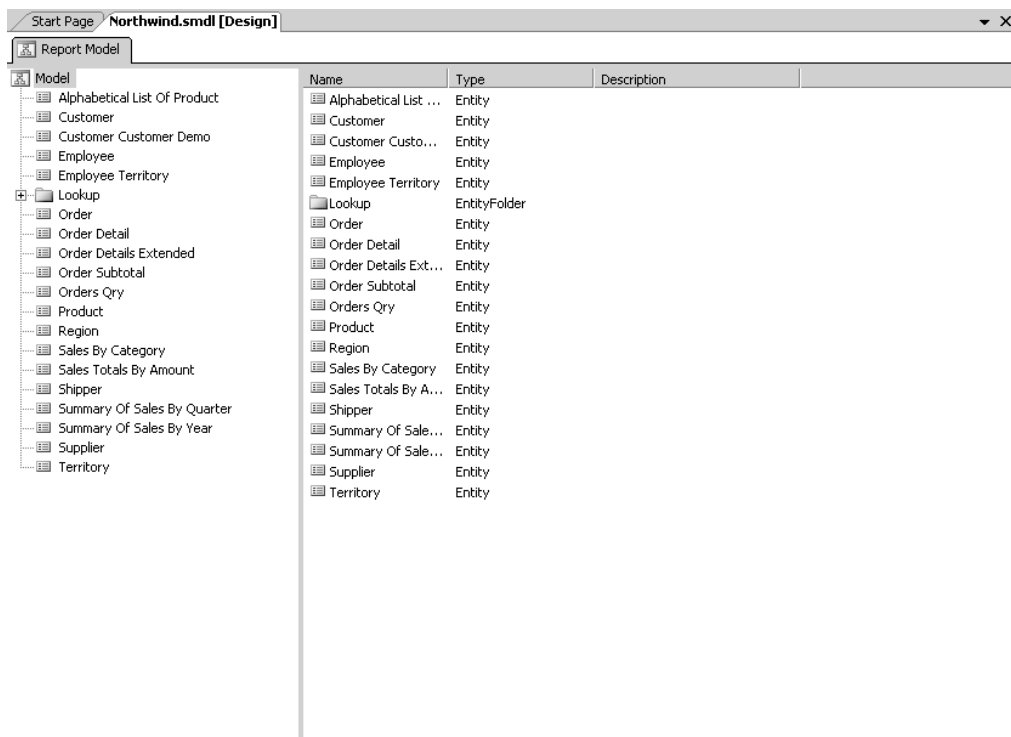 Start Page Northwind.smdl [Design]
Report Model
Model
Alphabetical List Of Product
Customer
Customer Customer Demo
Employee
Employee Territory
Lookup
Order
Order Detail
Order Details Extended
Order Subtotal
Orders Qry
Product
Region
Sales By Category
Sales Totals By Amount
Shipper
Summary Of Sales By Quarter
Summary Of Sales By Year
Supplier
Territory
Name Type Description
Alphabetical List ... Entity
Customer Entity
Customer Custo... Entity
Employee Entity
Employee Territory Entity
Lookup EntityFolder
Order Entity
Order Detail Entity
Order Details Ext... Entity
Order Subtotal Entity
Orders Qry Entity
Product Entity
Region Entity
Sales By Category Entity
Sales Totals By A... Entity
Shipper Entity
Summary Of Sale... Entity
Summary Of Sale... Entity
Supplier Entity
Territory Entity